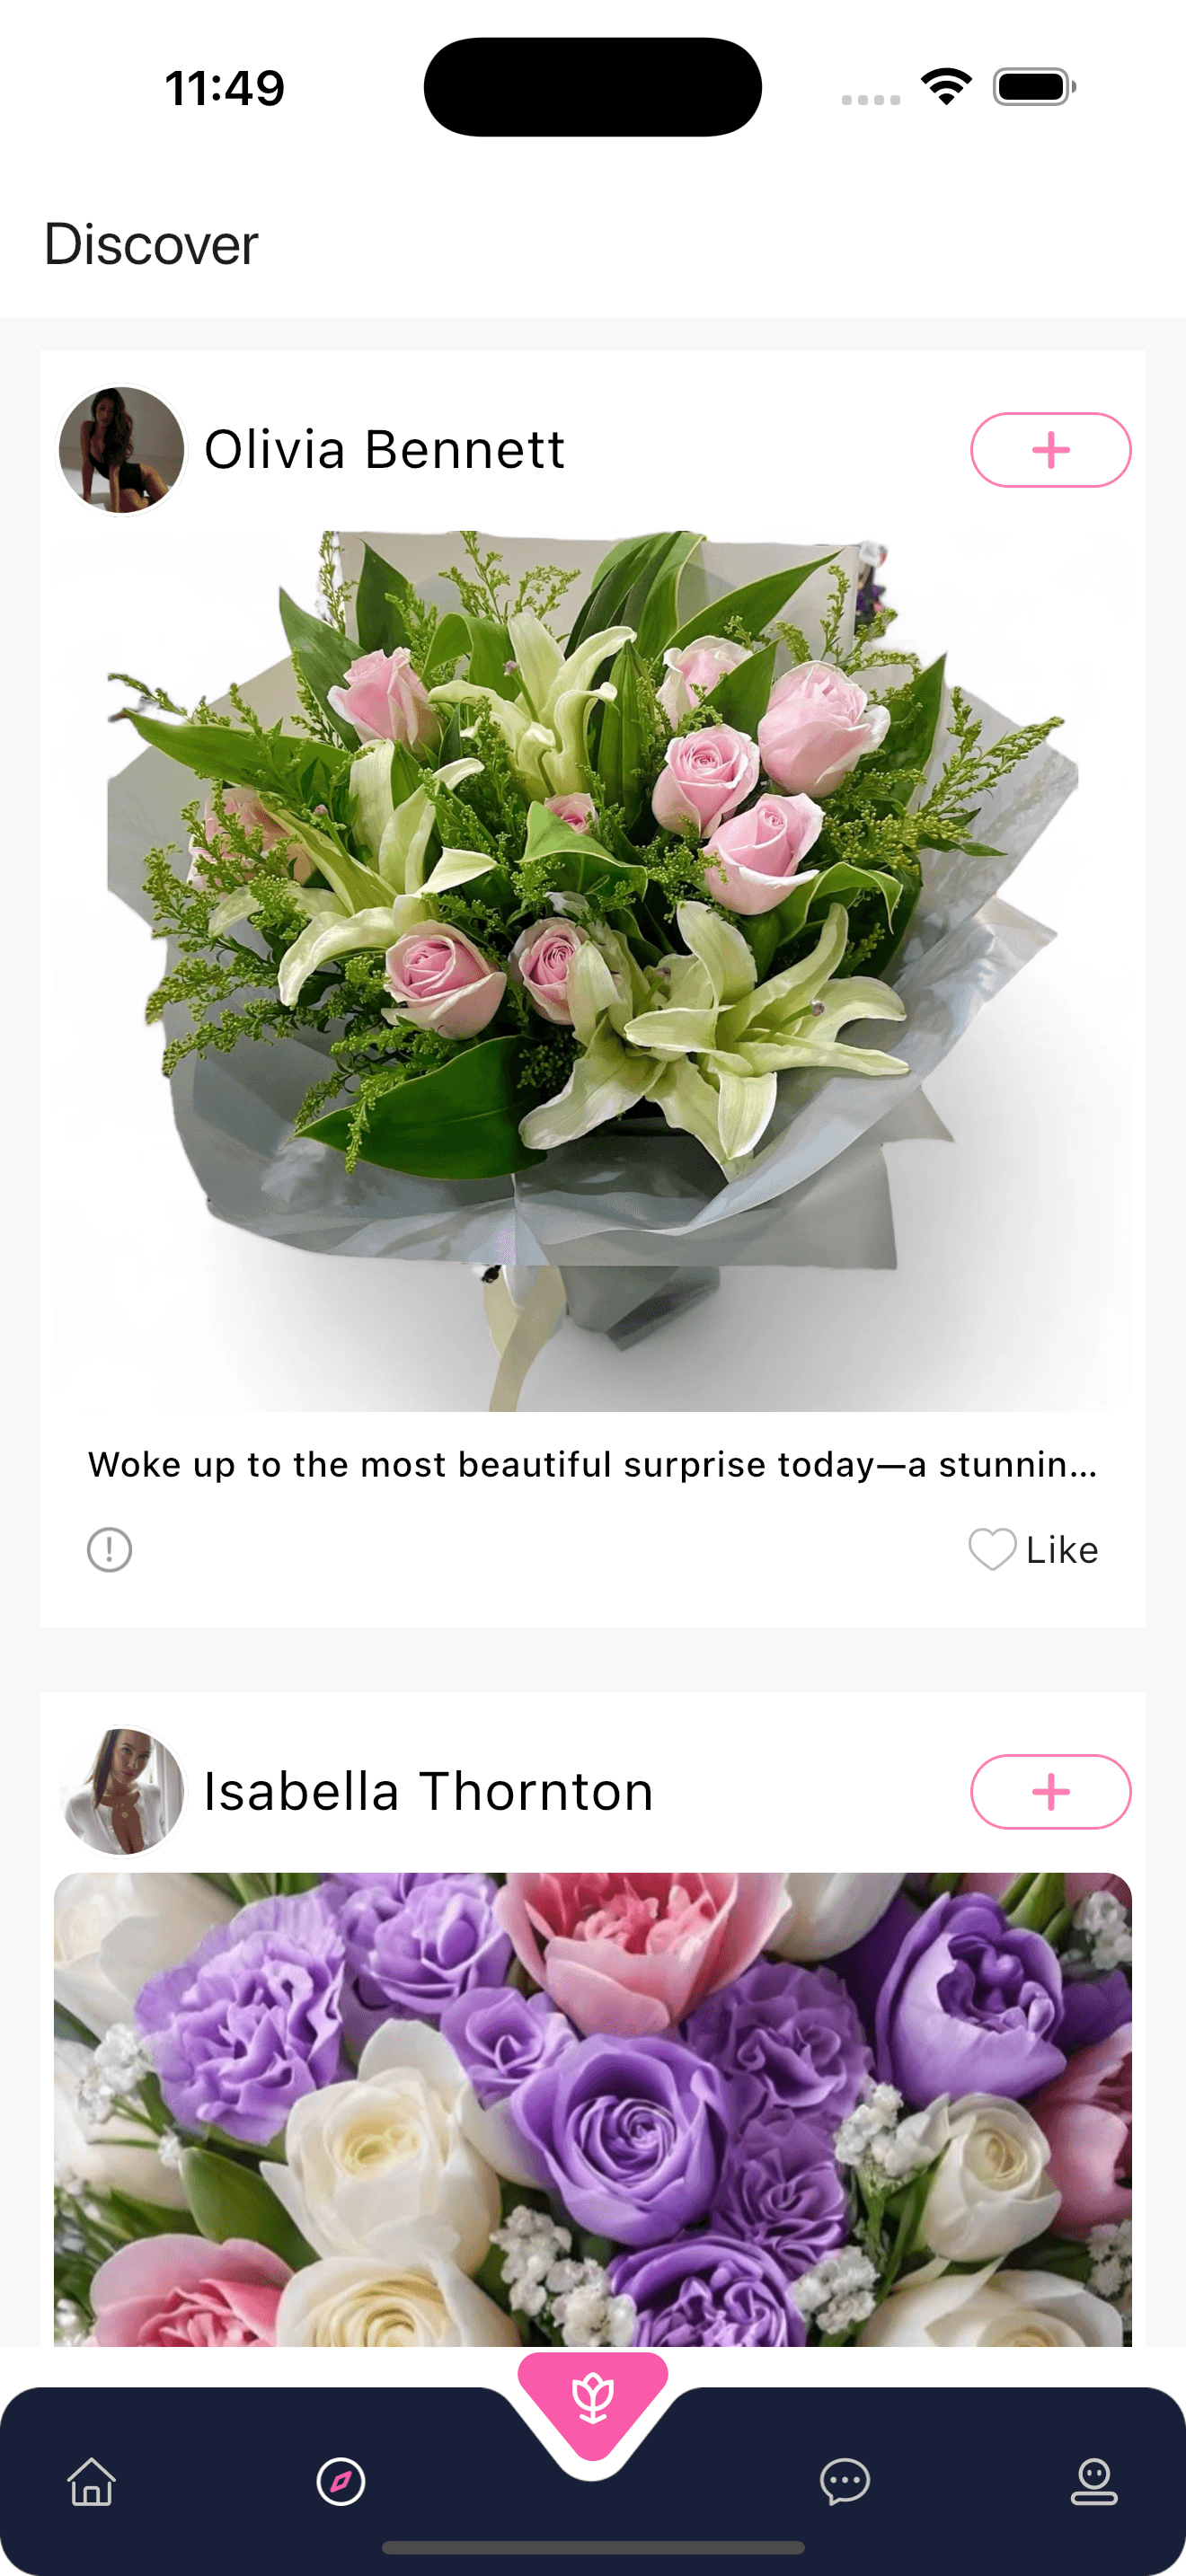 11:49
Discover
Olivia Bennett
Woke up to the most beautiful surprise today—a stunnin...
Like
Isabella Thornton